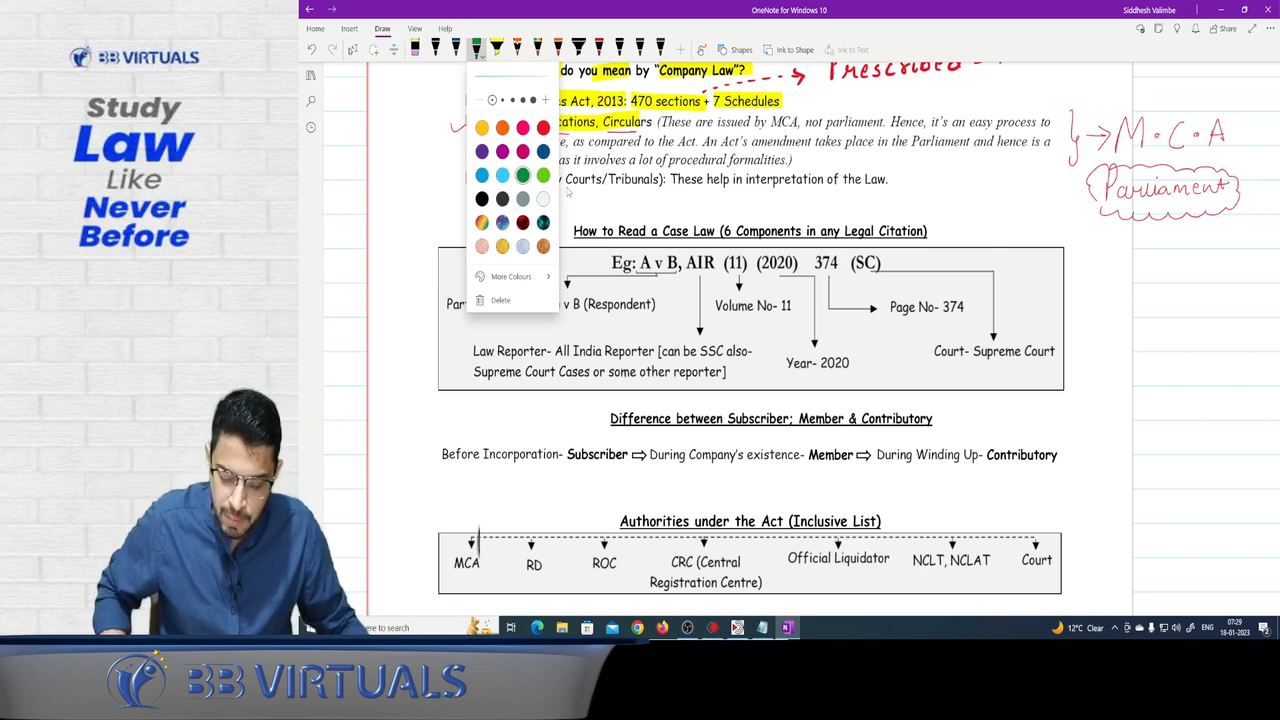 OneNote for Windows 10
Siddhesh Valimbe
Home Insert Draw View Help
Share
Shapes Ink to Shape Ink to Text
BB VIRTUALS
Study
Law
Like
Never
Before
do you mean by "Company Law"?
Prescribed
es Act, 2013: 470 sections + 7 Schedules
cations, Circulars (These are issued by MCA, not parliament. Hence, it's an easy process to
e, as compared to the Act. An Act's amendment takes place in the Parliament and hence is a
as it involves a lot of procedural formalities.)
y Courts/Tribunals): These help in interpretation of the Law.
M.C.A
Parliament
More Colours
Delete
How to Read a Case Law (6 Components in any Legal Citation)
Eg: A v B, AIR (11) (2020) 374 (SC)
Par v B (Respondent) Volume No- 11 Page No- 374
Law Reporter- All India Reporter [can be SSC also-
Supreme Court Cases or some other reporter]
Year- 2020
Court- Supreme Court
Difference between Subscriber; Member & Contributory
Before Incorporation- Subscriber ⇨ During Company's existence- Member ⇨ During Winding Up- Contributory
Authorities under the Act (Inclusive List)
MCA RD ROC CRC (Central
Registration Centre)
Official Liquidator NCLT, NCLAT Court
ere to search
12°C Clear ENG 07:29
18-01-2023
2
BB VIRTUALS